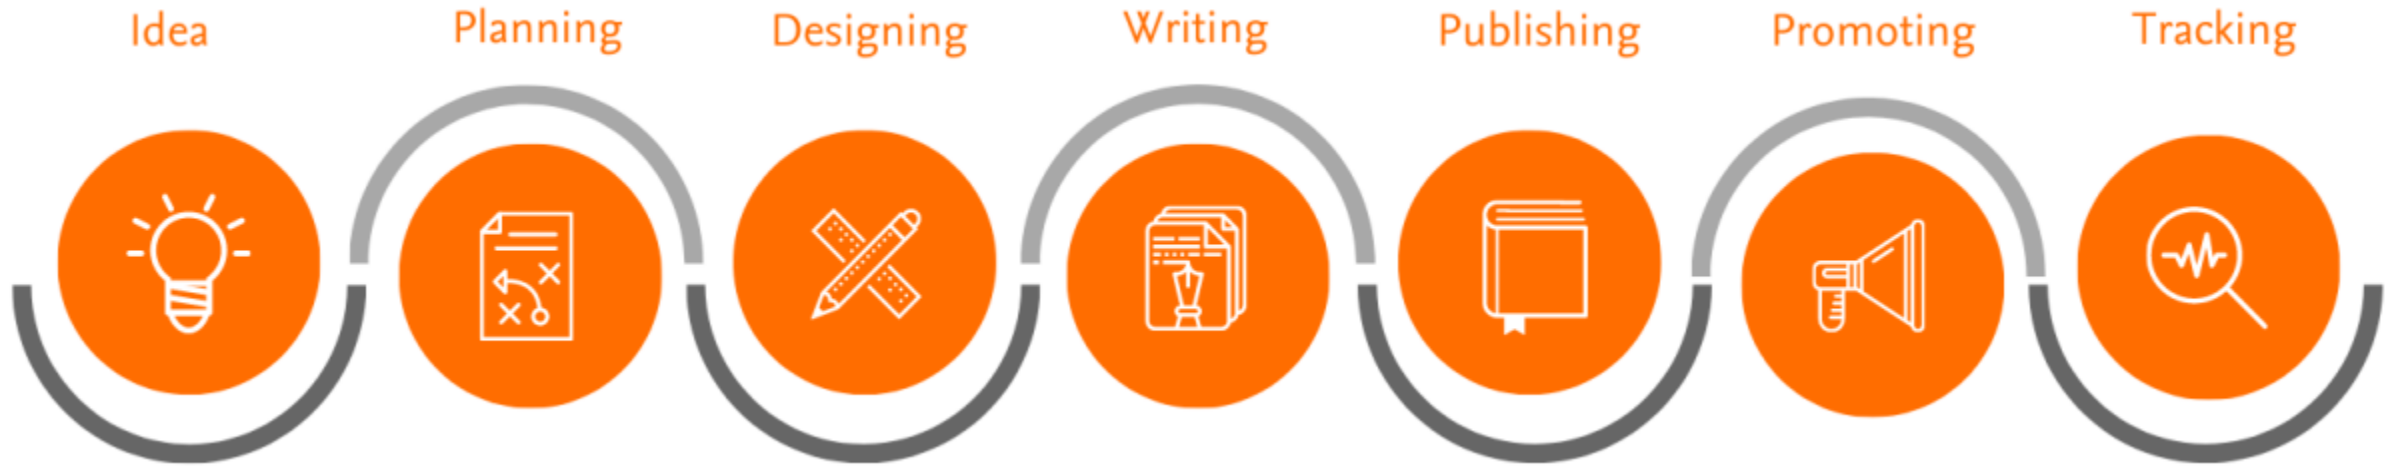 Idea
Planning
Designing
Writing
Publishing
Promoting
Tracking